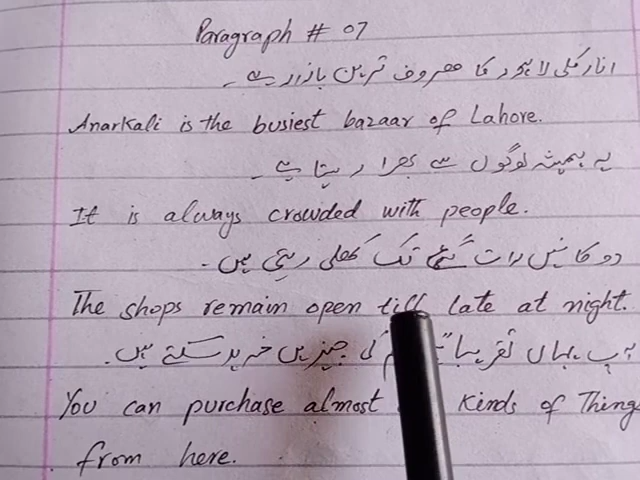 Paragraph # 07
انارکلی لاہور کا مصروف ترین بازار ہے۔
Anarkali is the busiest bazaar of Lahore.
یہ ہمیشہ لوگوں سے بھرا رہتا ہے۔
It is always crowded with people.
دوکانیں رات گئے تک کھلی رہتی ہیں۔
The shops remain open till late at night.
آپ یہاں تقریباً کی چیزیں خرید سکتے ہیں۔
You can purchase almost kinds of Things
from here.